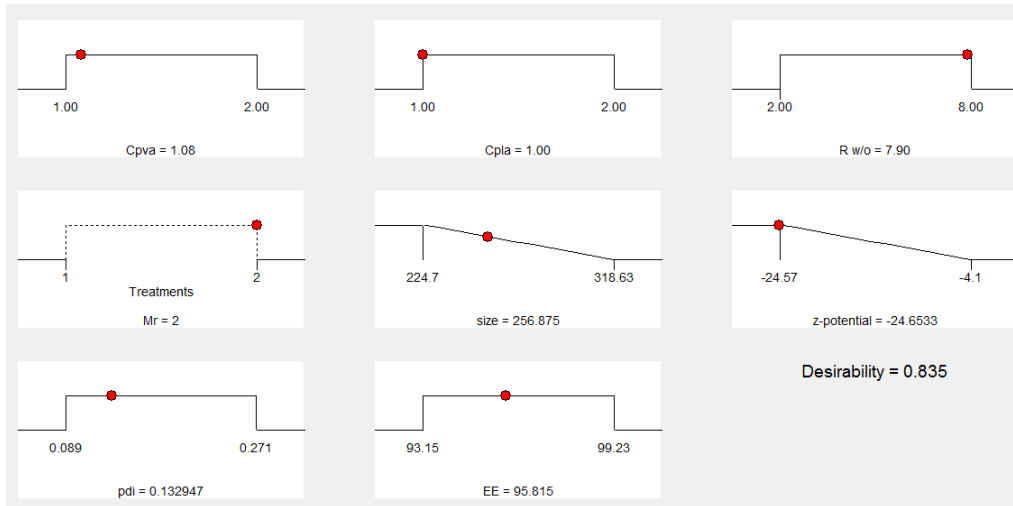 1.00 2.00
Cpva = 1.08
1.00 2.00
Cpla = 1.00
2.00 8.00
R w/o = 7.90
1 2
Treatments
Mr = 2
224.7 318.63
size = 256.875
-24.57 -4.1
z-potential = -24.6533
0.089 0.271
pdi = 0.132947
93.15 99.23
EE = 95.815
Desirability = 0.835